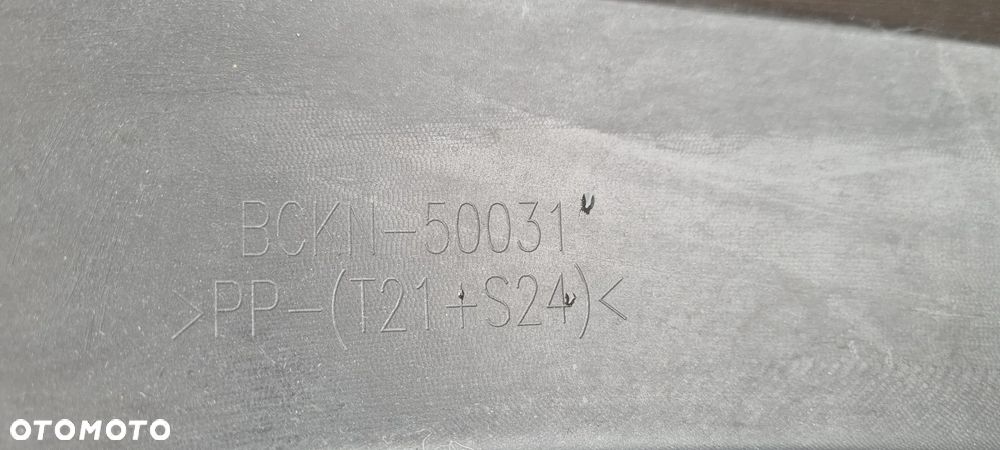 BCKN-50031
>PP-(T21+S24)<
OTOMOTO